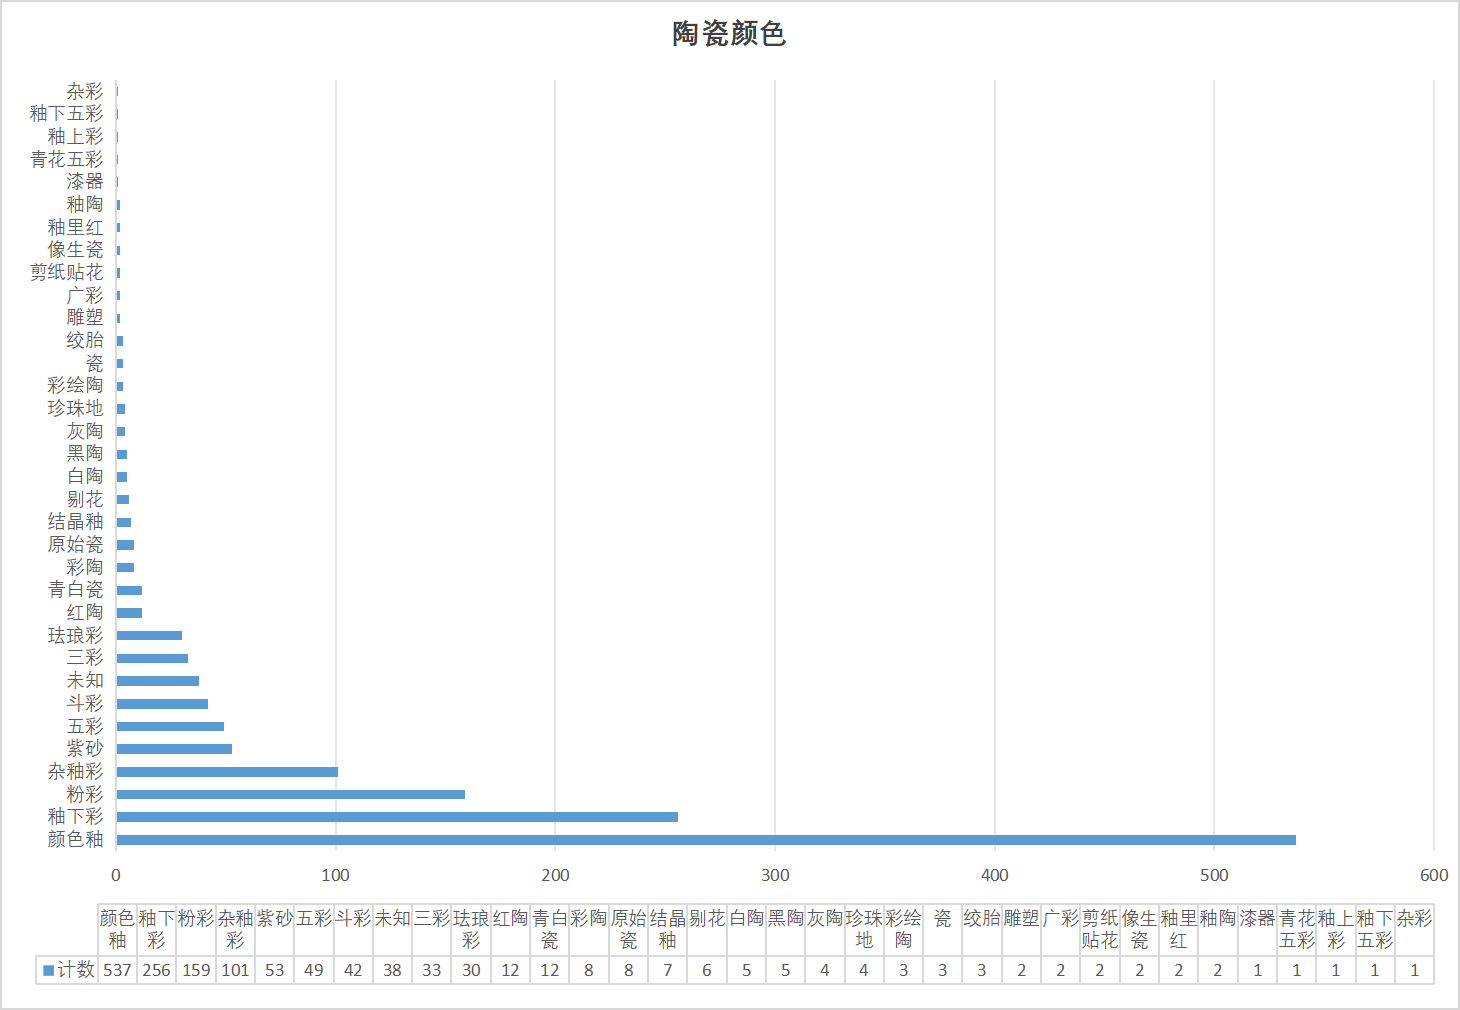 陶瓷颜色
杂彩
釉下五彩
釉上彩
青花五彩
漆器
釉陶
釉里红
像生瓷
剪纸贴花
广彩
雕塑
绞胎
瓷
彩绘陶
珍珠地
灰陶
黑陶
白陶
剔花
结晶釉
原始瓷
彩陶
青白瓷
红陶
珐琅彩
三彩
未知
斗彩
五彩
紫砂
杂釉彩
粉彩
釉下彩
颜色釉
0 100 200 300 400 500 600
颜色釉 釉下彩 粉彩 杂釉彩 紫砂 五彩 斗彩 未知 三彩 珐琅彩 红陶 青白瓷 彩陶 原始瓷 结晶釉 剔花 白陶 黑陶 灰陶 珍珠地 彩绘陶 瓷 绞胎 雕塑 广彩 剪纸贴花 像生瓷 釉里红 釉陶 漆器 青花五彩 釉上彩 釉下五彩 杂彩
计数 537 256 159 101 53 49 42 38 33 30 12 12 8 8 7 6 5 5 4 4 3 3 3 2 2 2 2 2 2 1 1 1 1 1